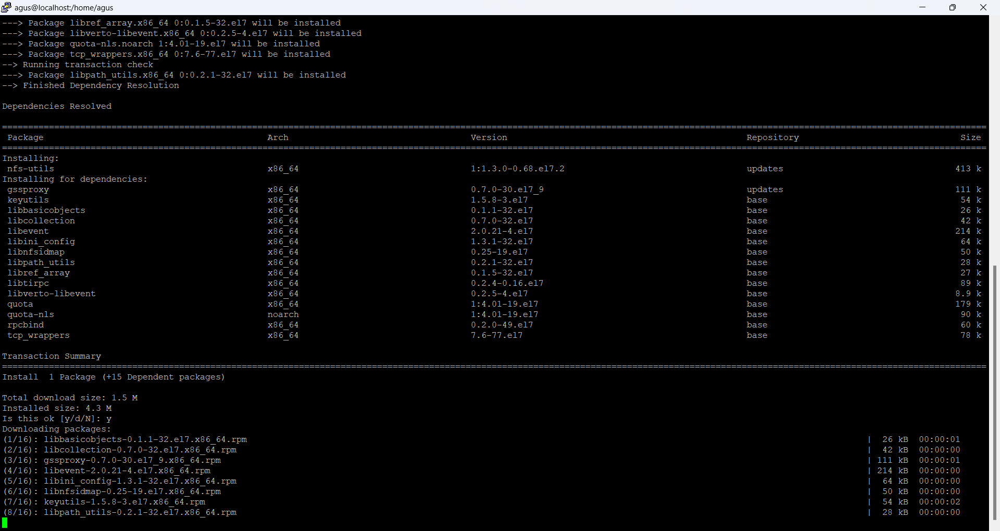 agus@localhost:/home/agus
---> Package libref_array.x86_64 0:0.1.5-32.el7 will be installed
---> Package libverto-libevent.x86_64 0:0.2.5-4.el7 will be installed
---> Package quota-nls.noarch 1:4.01-19.el7 will be installed
---> Package tcp_wrappers.x86_64 0:7.6-77.el7 will be installed
--> Running transaction check
---> Package libpath_utils.x86_64 0:0.2.1-32.el7 will be installed
--> Finished Dependency Resolution
Dependencies Resolved
Package Arch Version Repository Size
Installing:
nfs-utils x86_64 1:1.3.0-0.68.el7.2 updates 413 k
Installing for dependencies:
gssproxy x86_64 0.7.0-30.el7_9 updates 111 k
keyutils x86_64 1.5.8-3.el7 base 54 k
libbasicobjects x86_64 0.1.1-32.el7 base 26 k
libcollection x86_64 0.7.0-32.el7 base 42 k
libevent x86_64 2.0.21-4.el7 base 214 k
libini_config x86_64 1.3.1-32.el7 base 64 k
libnfsidmap x86_64 0.25-19.el7 base 50 k
libpath_utils x86_64 0.2.1-32.el7 base 28 k
libref_array x86_64 0.1.5-32.el7 base 27 k
libtirpc x86_64 0.2.4-0.16.el7 base 89 k
libverto-libevent x86_64 0.2.5-4.el7 base 8.9 k
quota x86_64 1:4.01-19.el7 base 179 k
quota-nls noarch 1:4.01-19.el7 base 90 k
rpcbind x86_64 0.2.0-49.el7 base 60 k
tcp_wrappers x86_64 7.6-77.el7 base 78 k
Transaction Summary
Install 1 Package (+15 Dependent packages)
Total download size: 1.5 M
Installed size: 4.3 M
Is this ok [y/d/N]: y
Downloading packages:
(1/16): libbasicobjects-0.1.1-32.el7.x86_64.rpm | 26 kB 00:00:01
(2/16): libcollection-0.7.0-32.el7.x86_64.rpm | 42 kB 00:00:00
(3/16): gssproxy-0.7.0-30.el7_9.x86_64.rpm | 111 kB 00:00:01
(4/16): libevent-2.0.21-4.el7.x86_64.rpm | 214 kB 00:00:00
(5/16): libini_config-1.3.1-32.el7.x86_64.rpm | 64 kB 00:00:00
(6/16): libnfsidmap-0.25-19.el7.x86_64.rpm | 50 kB 00:00:00
(7/16): keyutils-1.5.8-3.el7.x86_64.rpm | 54 kB 00:00:02
(8/16): libpath_utils-0.2.1-32.el7.x86_64.rpm | 28 kB 00:00:00